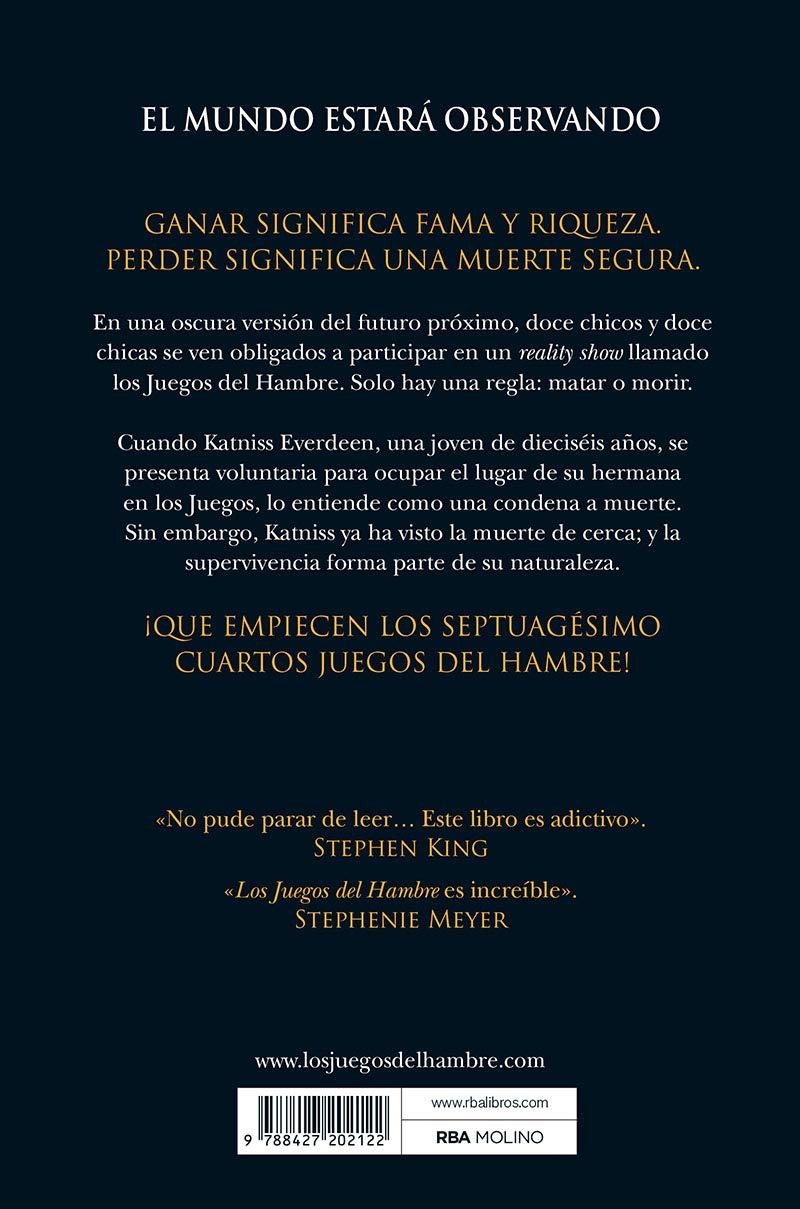 EL MUNDO ESTARÁ OBSERVANDO
GANAR SIGNIFICA FAMA Y RIQUEZA.
PERDER SIGNIFICA UNA MUERTE SEGURA.
En una oscura versión del futuro próximo, doce chicos y doce
chicas se ven obligados a participar en un reality show llamado
los Juegos del Hambre. Solo hay una regla: matar o morir.
Cuando Katniss Everdeen, una joven de dieciséis años, se
presenta voluntaria para ocupar el lugar de su hermana
en los Juegos, lo entiende como una condena a muerte.
Sin embargo, Katniss ya ha visto la muerte de cerca; y la
supervivencia forma parte de su naturaleza.
¡QUE EMPIECEN LOS SEPTUAGÉSIMO
CUARTOS JUEGOS DEL HAMBRE!
«No pude parar de leer… Este libro es adictivo».
STEPHEN KING
«Los Juegos del Hambre es increíble».
STEPHENIE MEYER
www.losjuegosdelhambre.com
www.rbalibros.com
9 788427 202122
RBA MOLINO